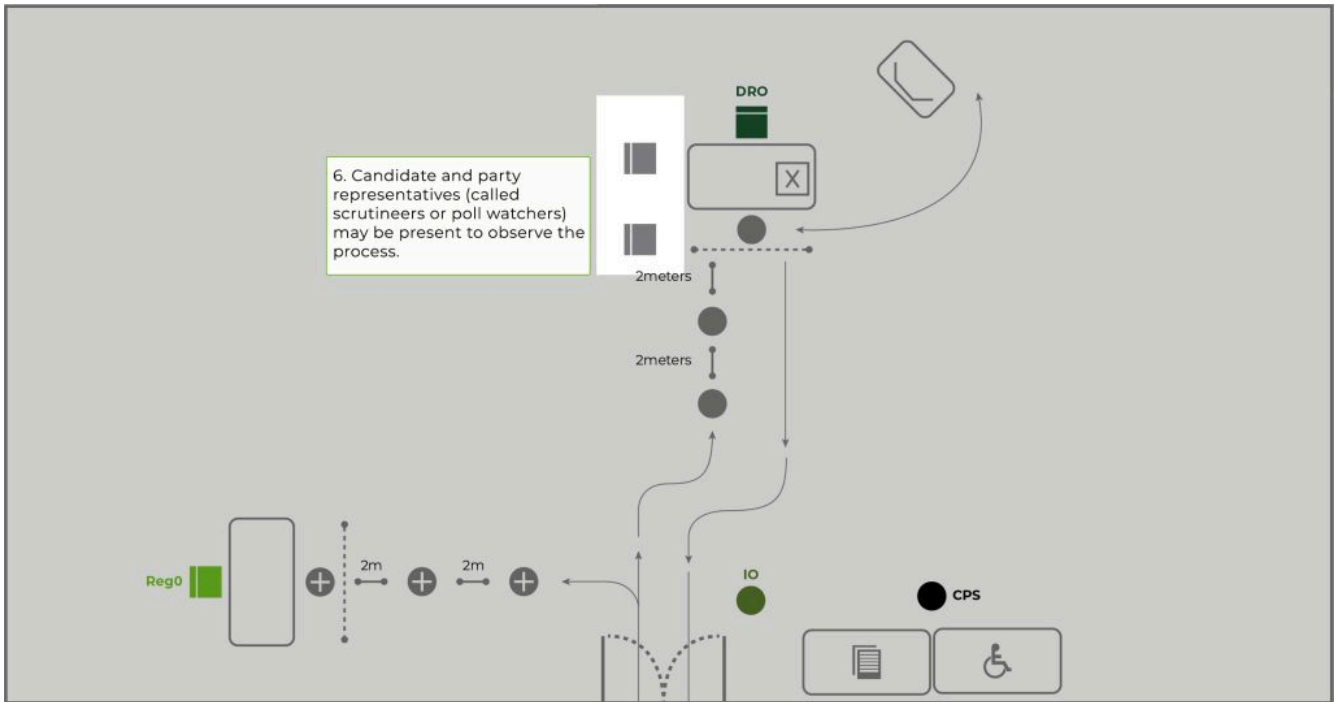 DRO
X
6. Candidate and party
representatives (called
scrutineers or poll watchers)
may be present to observe the
process.
2meters
2meters
2m
2m
Reg0
IO
CPS